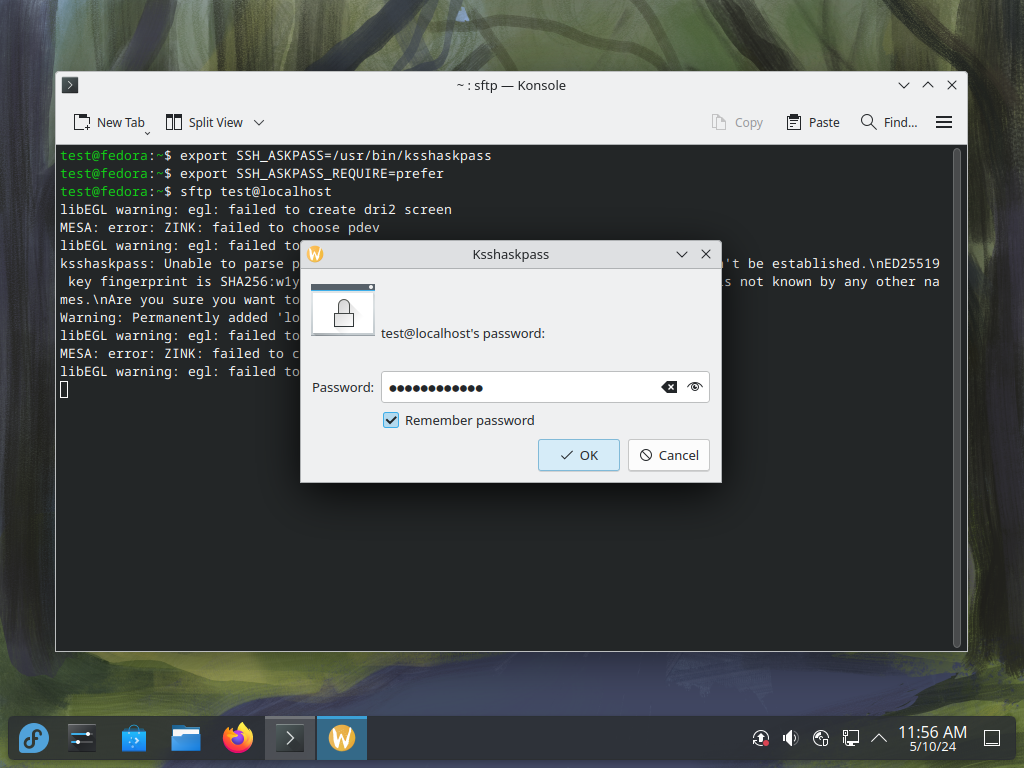 ~ : sftp — Konsole
New Tab Split View Copy Paste Find...
test@fedora:~$ export SSH_ASKPASS=/usr/bin/ksshaskpass
test@fedora:~$ export SSH_ASKPASS_REQUIRE=prefer
test@fedora:~$ sftp test@localhost
libEGL warning: egl: failed to create dri2 screen
MESA: error: ZINK: failed to choose pdev
libEGL warning: egl: failed to
ksshaskpass: Unable to parse p 't be established.\nED25519
key fingerprint is SHA256:w1y s not known by any other na
mes.\nAre you sure you want to
Warning: Permanently added 'lo
libEGL warning: egl: failed to
MESA: error: ZINK: failed to c
libEGL warning: egl: failed to
Ksshaskpass
test@localhost's password:
Password: ●●●●●●●●●●●●
Remember password
OK Cancel
11:56 AM
5/10/24